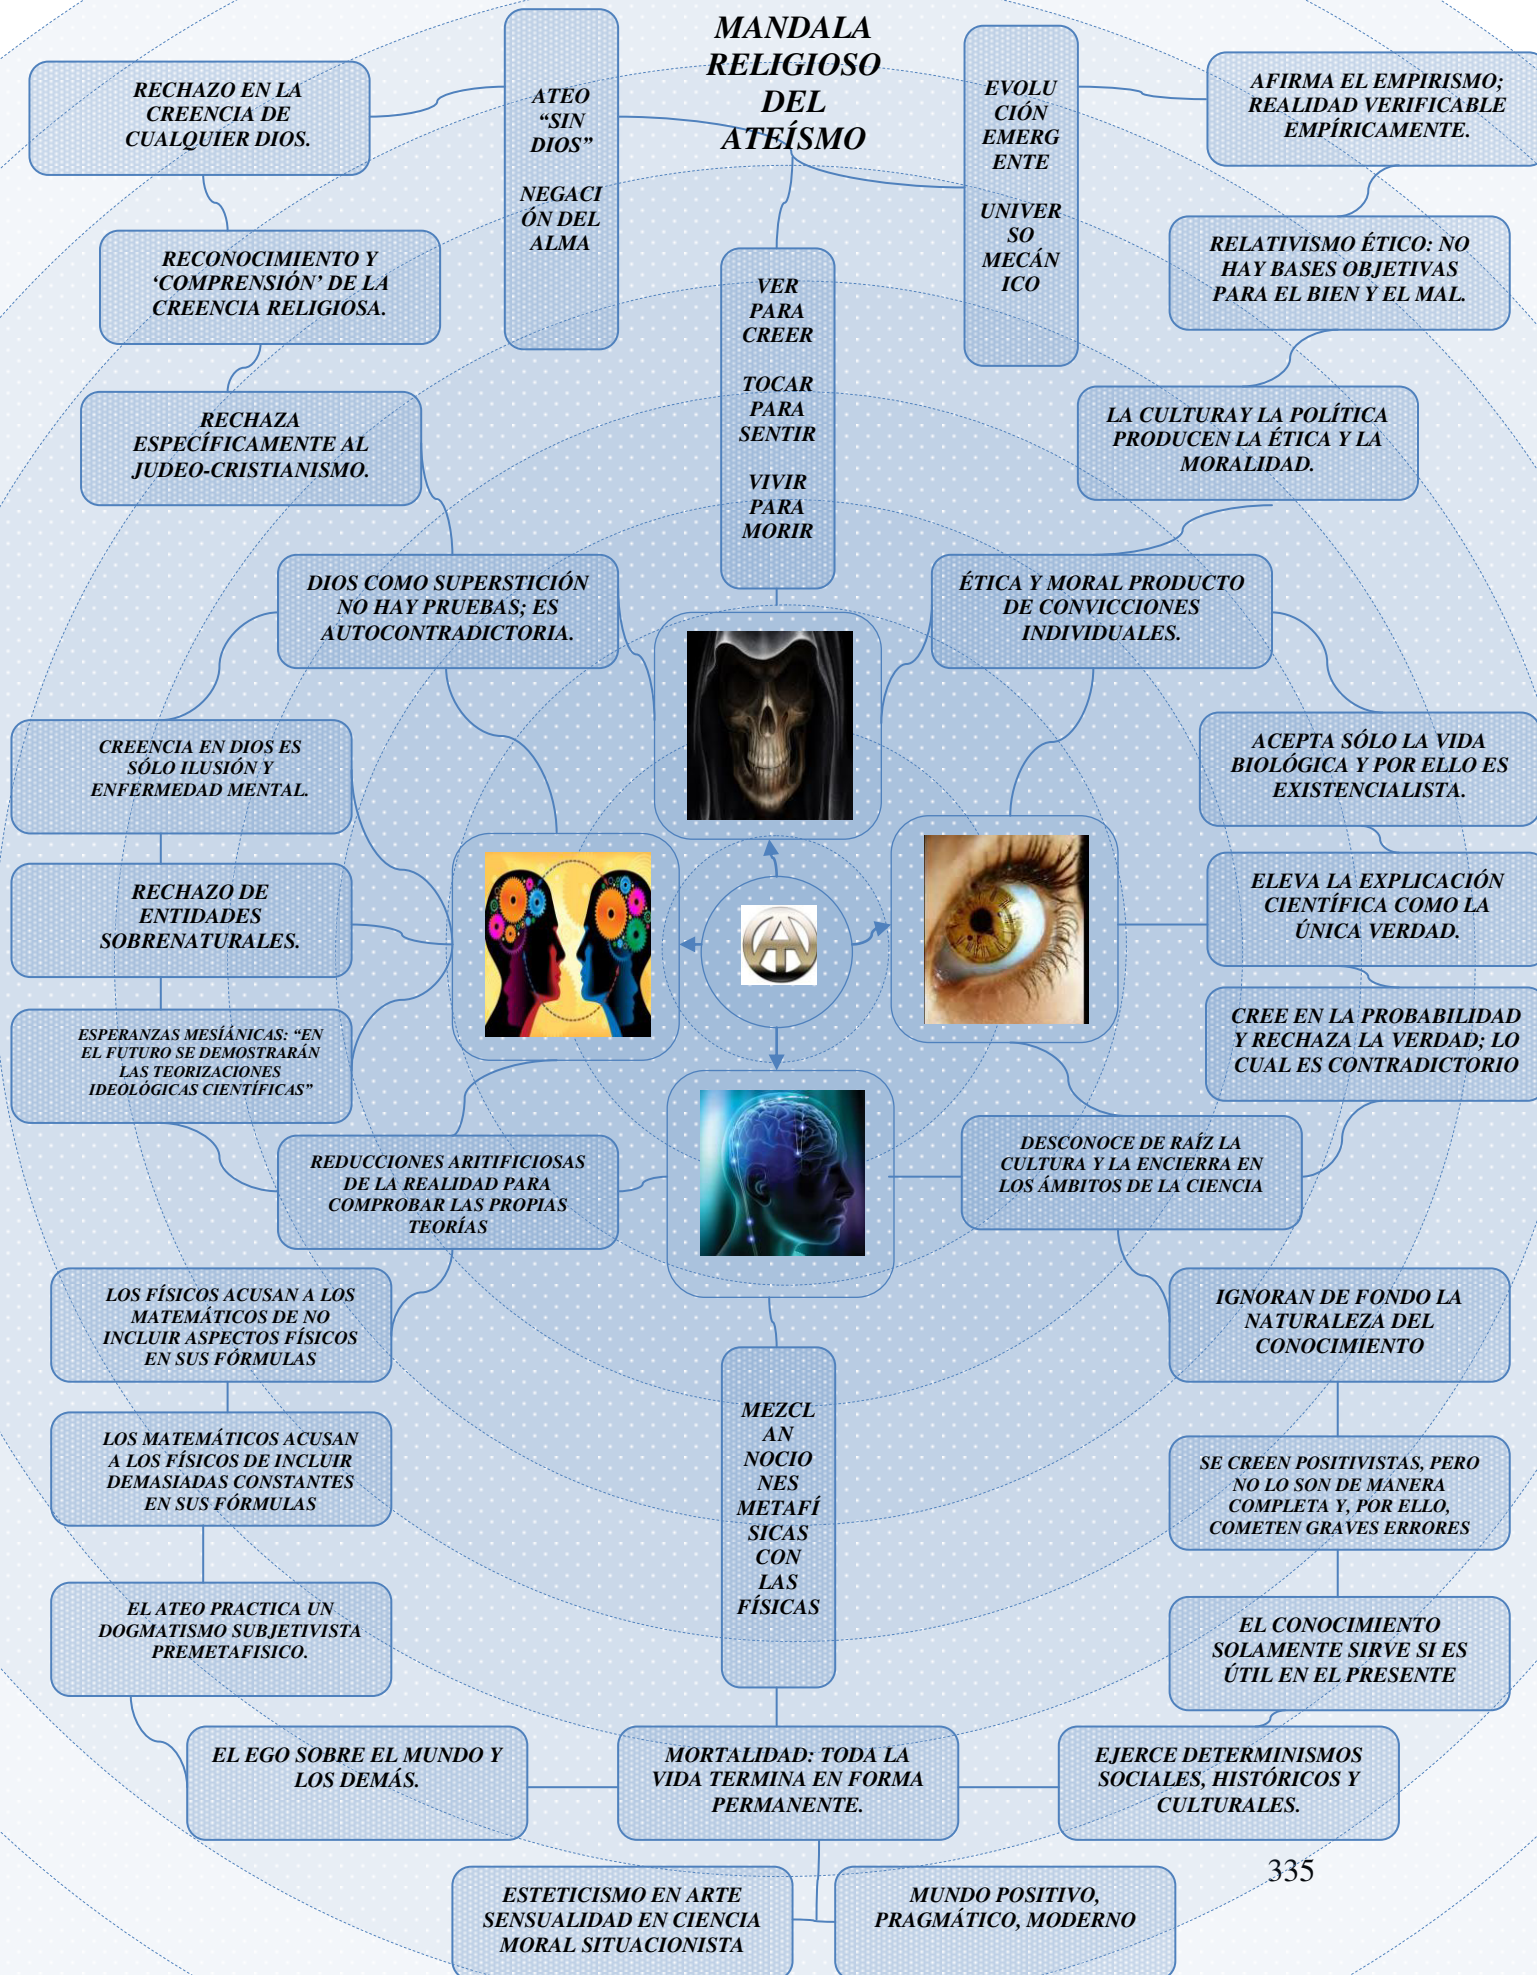 MANDALA
RELIGIOSO
DEL
ATEÍSMO
RECHAZO EN LA
CREENCIA DE
CUALQUIER DIOS.
ATEO
“SIN
DIOS”
NEGACI
ÓN DEL
ALMA
EVOLU
CIÓN
EMERG
ENTE
UNIVER
SO
MECÁN
ICO
AFIRMA EL EMPIRISMO;
REALIDAD VERIFICABLE
EMPÍRICAMENTE.
RECONOCIMIENTO Y
‘COMPRENSIÓN’ DE LA
CREENCIA RELIGIOSA.
VER
PARA
CREER
TOCAR
PARA
SENTIR
VIVIR
PARA
MORIR
RELATIVISMO ÉTICO: NO
HAY BASES OBJETIVAS
PARA EL BIEN Y EL MAL.
RECHAZA
ESPECÍFICAMENTE AL
JUDEO-CRISTIANISMO.
LA CULTURAY LA POLÍTICA
PRODUCEN LA ÉTICA Y LA
MORALIDAD.
DIOS COMO SUPERSTICIÓN
NO HAY PRUEBAS; ES
AUTOCONTRADICTORIA.
ÉTICA Y MORAL PRODUCTO
DE CONVICCIONES
INDIVIDUALES.
CREENCIA EN DIOS ES
SÓLO ILUSIÓN Y
ENFERMEDAD MENTAL.
ACEPTA SÓLO LA VIDA
BIOLÓGICA Y POR ELLO ES
EXISTENCIALISTA.
RECHAZO DE
ENTIDADES
SOBRENATURALES.
ELEVA LA EXPLICACIÓN
CIENTÍFICA COMO LA
ÚNICA VERDAD.
ESPERANZAS MESÍÁNICAS: “EN
EL FUTURO SE DEMOSTRARÁN
LAS TEORIZACIONES
IDEOLÓGICAS CIENTÍFICAS”
CREE EN LA PROBABILIDAD
Y RECHAZA LA VERDAD; LO
CUAL ES CONTRADICTORIO
REDUCCIONES ARITIFICIOSAS
DE LA REALIDAD PARA
COMPROBAR LAS PROPIAS
TEORÍAS
DESCONOCE DE RAÍZ LA
CULTURA Y LA ENCIERRA EN
LOS ÁMBITOS DE LA CIENCIA
LOS FÍSICOS ACUSAN A LOS
MATEMÁTICOS DE NO
INCLUIR ASPECTOS FÍSICOS
EN SUS FÓRMULAS
IGNORAN DE FONDO LA
NATURALEZA DEL
CONOCIMIENTO
MEZCL
AN
NOCIO
NES
METAFÍ
SICAS
CON
LAS
FÍSICAS
LOS MATEMÁTICOS ACUSAN
A LOS FÍSICOS DE INCLUIR
DEMASIADAS CONSTANTES
EN SUS FÓRMULAS
SE CREEN POSITIVISTAS, PERO
NO LO SON DE MANERA
COMPLETA Y, POR ELLO,
COMETEN GRAVES ERRORES
EL ATEO PRACTICA UN
DOGMATISMO SUBJETIVISTA
PREMETAFISICO.
EL CONOCIMIENTO
SOLAMENTE SIRVE SI ES
ÚTIL EN EL PRESENTE
EL EGO SOBRE EL MUNDO Y
LOS DEMÁS.
MORTALIDAD: TODA LA
VIDA TERMINA EN FORMA
PERMANENTE.
EJERCE DETERMINISMOS
SOCIALES, HISTÓRICOS Y
CULTURALES.
335
ESTETICISMO EN ARTE
SENSUALIDAD EN CIENCIA
MORAL SITUACIONISTA
MUNDO POSITIVO,
PRAGMÁTICO, MODERNO